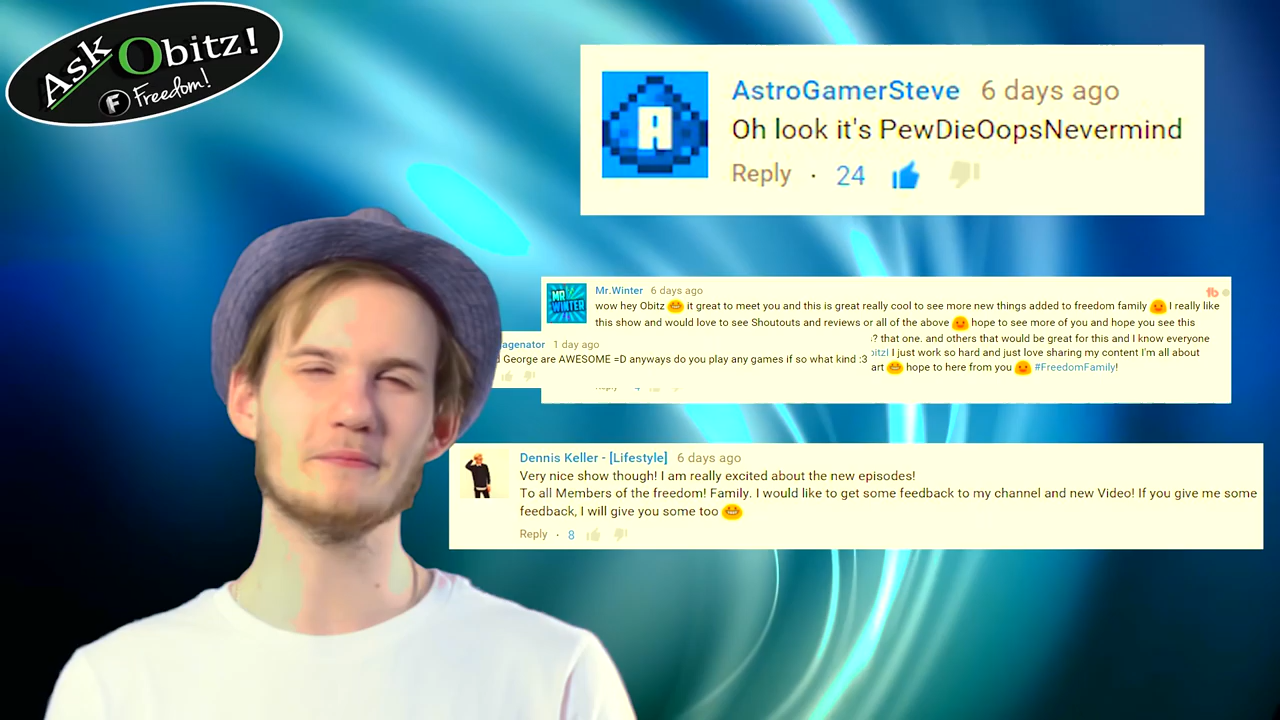 Ask Obitz!
F Freedom!
A
AstroGamerSteve 6 days ago
Oh look it's PewDieOopsNevermind
Reply · 24
MR WINTER
Mr.Winter 6 days ago
wow hey Obitz it great to meet you and this is great really cool to see more new things added to freedom family I really like
this show and would love to see Shoutouts and reviews or all of the above hope to see more of you and hope you see this
? that one. and others that would be great for this and I know everyone
I just work so hard and just love sharing my content I'm all about
art hope to here from you #FreedomFamily!
agenator 1 day ago
George are AWESOME =D anyways do you play any games if so what kind :3
Dennis Keller - [Lifestyle] 6 days ago
Very nice show though! I am really excited about the new episodes!
To all Members of the freedom! Family. I would like to get some feedback to my channel and new Video! If you give me some
feedback, I will give you some too
Reply · 8